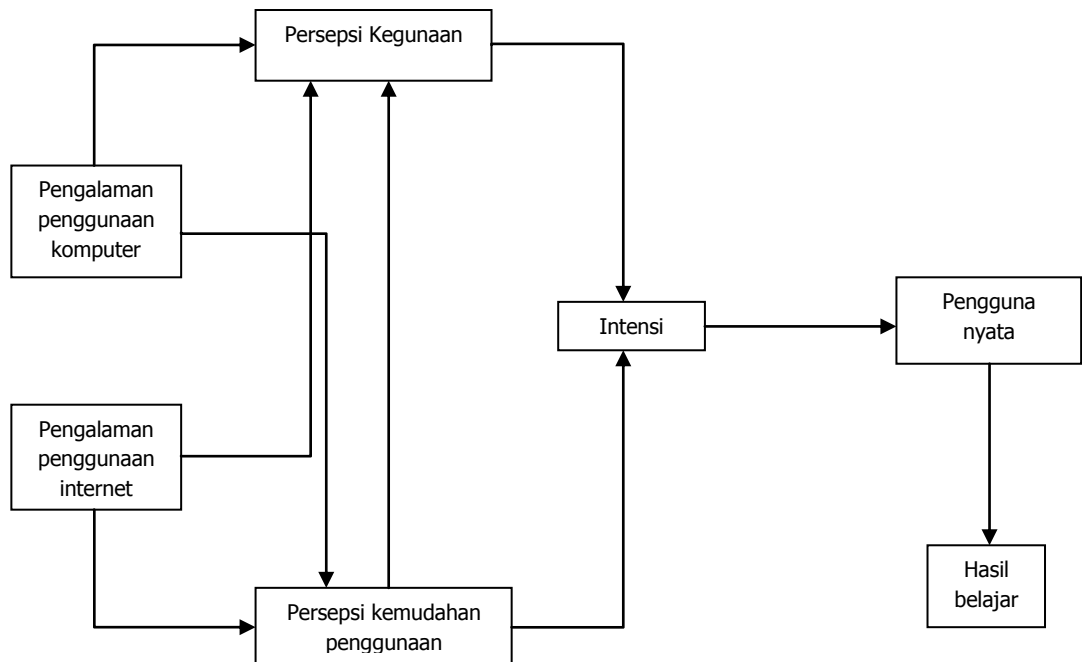 Persepsi Kegunaan
Pengalaman
penggunaan
komputer
Intensi
Pengguna
nyata
Pengalaman
penggunaan
internet
Hasil
belajar
Persepsi kemudahan
penggunaan